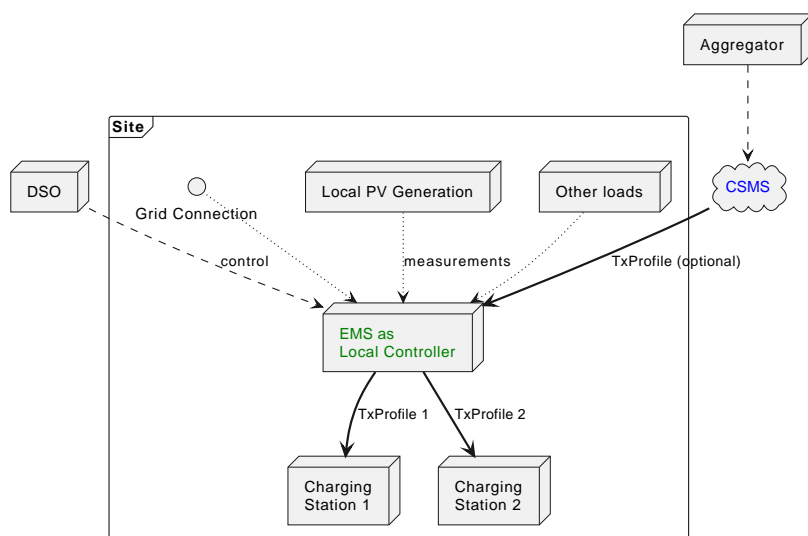 Aggregator
Site
DSO
Grid Connection
Local PV Generation
Other loads
CSMS
control
measurements
TxProfile (optional)
EMS as
Local Controller
TxProfile 1
TxProfile 2
Charging
Station 1
Charging
Station 2